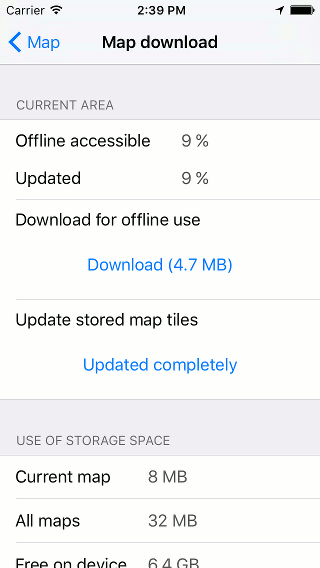 Carrier 2:39 PM
Map Map download
CURRENT AREA
Offline accessible 9 %
Updated 9 %
Download for offline use
Download (4.7 MB)
Update stored map tiles
Updated completely
USE OF STORAGE SPACE
Current map 8 MB
All maps 32 MB
Free on device 6,4 GB